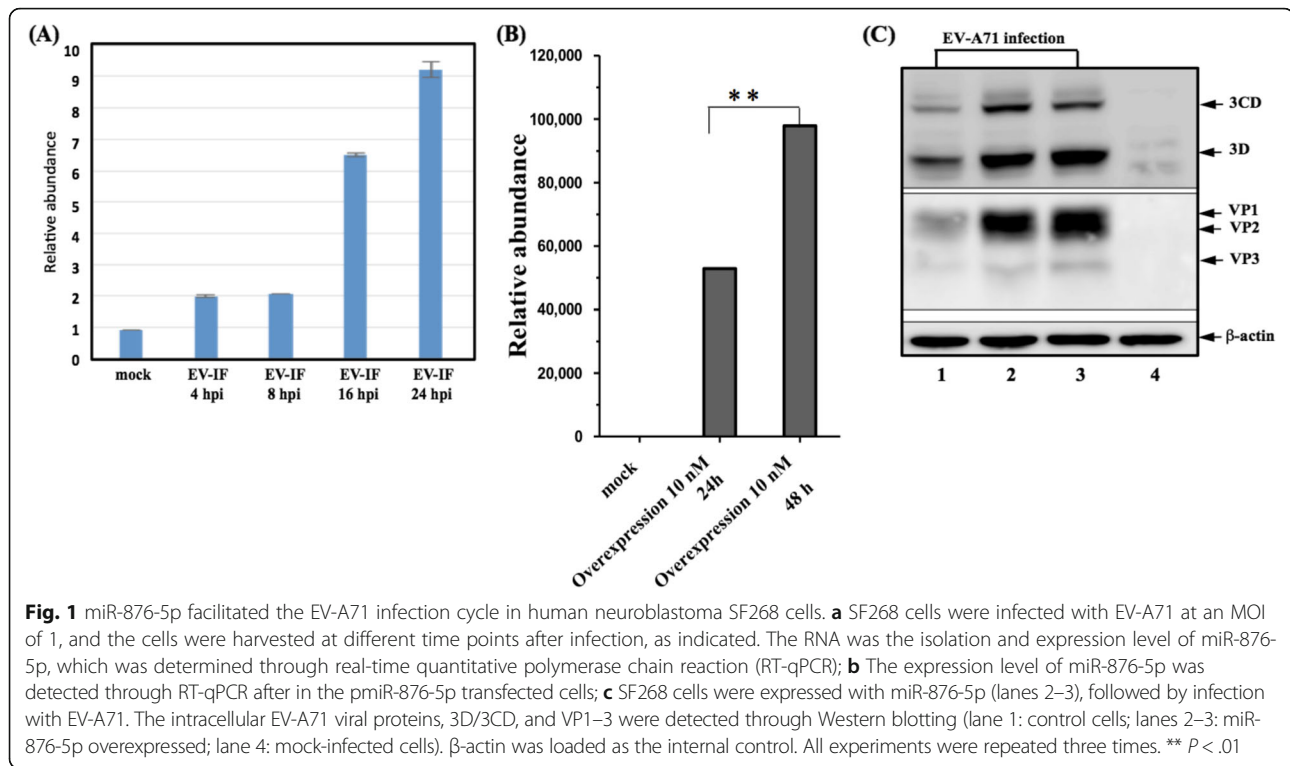 (A)
10
9
8
7
6
5
4
3
2
1
0
Relative abundance
mock
EV-IF
4 hpi
EV-IF
8 hpi
EV-IF
16 hpi
EV-IF
24 hpi
(B)
120,000
100,000
80,000
60,000
40,000
20,000
0
Relative abundance
**
mock
Overexpression 10 nM
24h
Overexpression 10 nM
48 h
(C)
EV-A71 infection
3CD
3D
VP1
VP2
VP3
β-actin
1 2 3 4
Fig. 1 miR-876-5p facilitated the EV-A71 infection cycle in human neuroblastoma SF268 cells. a SF268 cells were infected with EV-A71 at an MOI
of 1, and the cells were harvested at different time points after infection, as indicated. The RNA was the isolation and expression level of miR-876-
5p, which was determined through real-time quantitative polymerase chain reaction (RT-qPCR); b The expression level of miR-876-5p was
detected through RT-qPCR after in the pmiR-876-5p transfected cells; c SF268 cells were expressed with miR-876-5p (lanes 2–3), followed by infection
with EV-A71. The intracellular EV-A71 viral proteins, 3D/3CD, and VP1–3 were detected through Western blotting (lane 1: control cells; lanes 2–3: miR-
876-5p overexpressed; lane 4: mock-infected cells). β-actin was loaded as the internal control. All experiments were repeated three times. ** P < .01